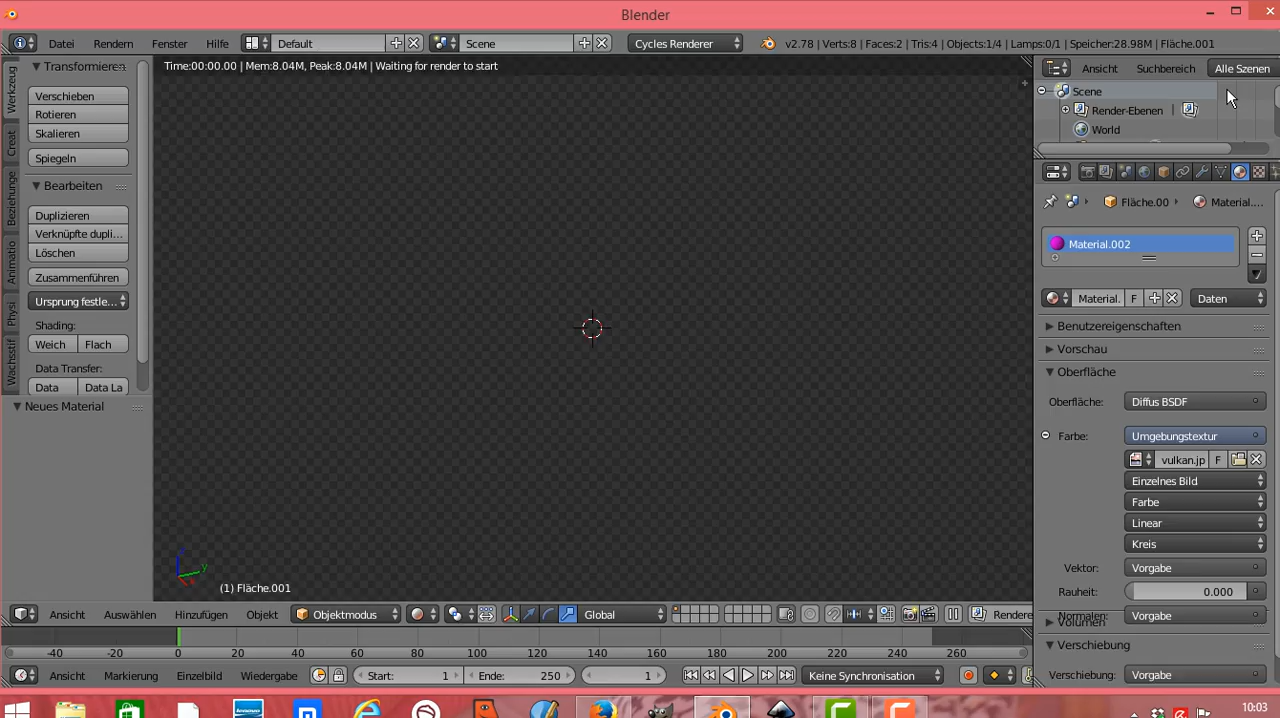 Blender
Datei Rendern Fenster Hilfe Default Scene Cycles Renderer v2.78 | Verts:8 | Faces:2 | Tris:4 | Objects:1/4 | Lamps:0/1 | Speicher:28.98M | Fläche.001
Time:00:00.00 | Mem:8.04M, Peak:8.04M | Waiting for render to start
Ansicht Suchbereich Alle Szenen
Scene
Render-Ebenen |
World
Werkzeug
Creat
Beziehunge
Animatio
Physi
Wachsstif
Transformieren
Verschieben
Rotieren
Skalieren
Spiegeln
Bearbeiten
Duplizieren
Verknüpfte dupli...
Löschen
Zusammenführen
Ursprung festle...
Shading:
Weich Flach
Data Transfer:
Data Data La
Neues Material
Fläche.00 Material....
Material.002
Material. F Daten
Benutzereigenschaften
Vorschau
Oberfläche
Oberfläche: Diffus BSDF
Farbe: Umgebungstextur
vulkan.jp F
Einzelnes Bild
Farbe
Linear
Kreis
Vektor: Vorgabe
Rauheit: 0.000
Normalen: Vorgabe
Volumen
Verschiebung
Verschiebung: Vorgabe
z
y
(1) Fläche.001
Ansicht Auswählen Hinzufügen Objekt Objektmodus Global Rendere
-40 -20 0 20 40 60 80 100 120 140 160 180 200 220 240 260
Ansicht Markierung Einzelbild Wiedergabe Start: 1 Ende: 250 1 Keine Synchronisation
10:03